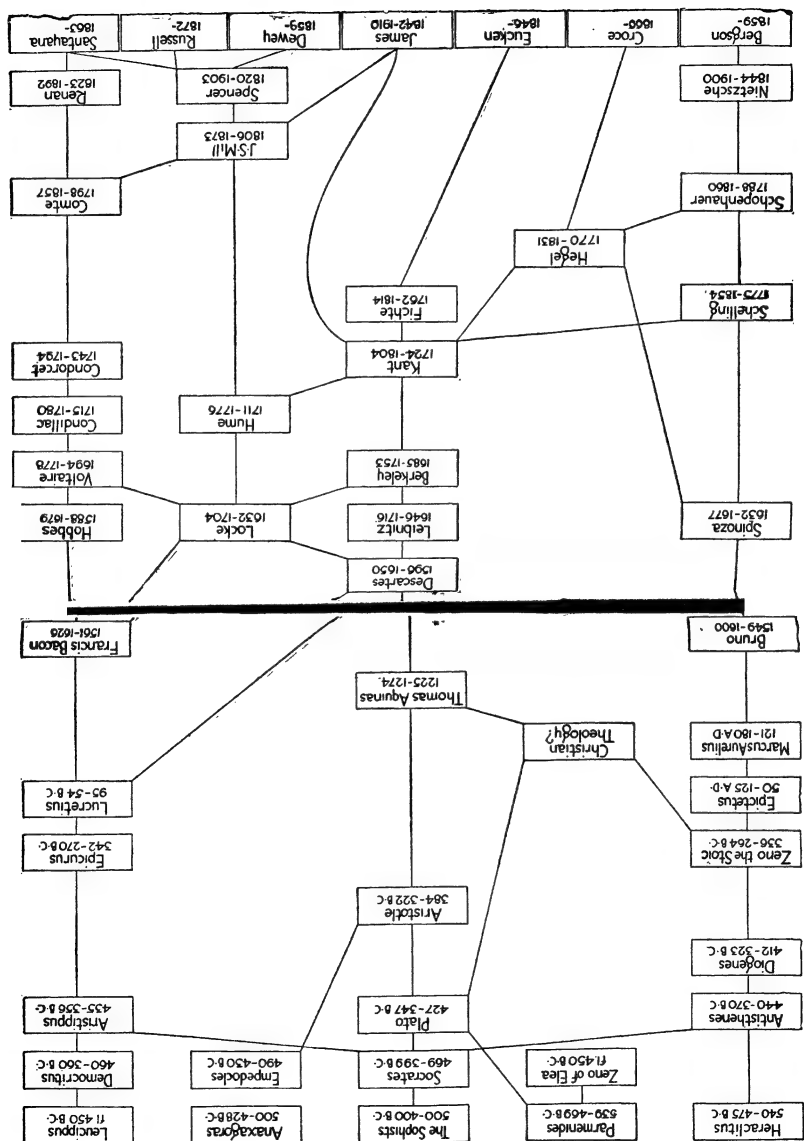 Heraclitus
540-475 B·C·
Parmenides
539-469 B·C
The Sophists
500-400 B·C·
Anaxagoras
500-428 B·C·
Leucippus
fl. 450 B·C·
Zeno of Elea
fl. 450 B·C·
Socrates
469-399 B·C·
Empedocles
490-430 B·C
Democritus
460-360 B·C·
Antisthenes
440-370 B·C
Plato
427-347 B·C
Aristippus
435-356 B·C·
Diogenes
412-323 B·C.
Aristotle
384-322 B·C
Zeno the Stoic
336-264 B·C·
Epicurus
342-270 B·C·
Epictetus
50-125 A·D·
Lucretius
95-54 B·C
Marcus Aurelius
121-180 A·D
Christian
Theology?
Thomas Aquinas
1225-1274.
Bruno
1549-1600
Francis Bacon
1561-1626
Descartes
1596-1650
Spinoza
1632-1677
Leibnitz
1646-1716
Locke
1632-1704
Hobbes
1588-1679
Berkeley
1685-1753
Voltaire
1694-1778
Hume
1711-1776
Condillac
1715-1780
Kant
1724-1804
Condorcet
1743-1794
Schelling
1775-1854.
Fichte
1762-1814
Hegel
1770-1831
Schopenhauer
1788-1860
Comte
1798-1857
J·S·Mill
1806-1873
Nietzsche
1844-1900
Spencer
1820-1903
Renan
1823-1892
Bergson
1859-
Croce
Eucken
1846-
James
1842-1910
Dewey
1859-
Russell
1872-
Santayana
1863-